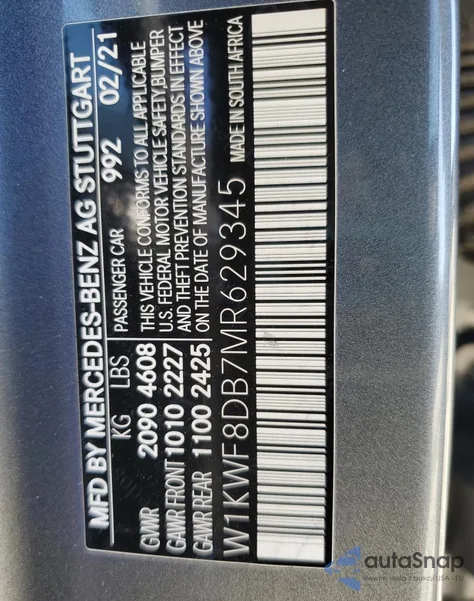 MFD BY MERCEDES-BENZ AG STUTTGART
KG LBS PASSENGER CAR 992 02/21
GVWR 2090 4608 THIS VEHICLE CONFORMS TO ALL APPLICABLE
U.S. FEDERAL MOTOR VEHICLE SAFETY, BUMPER
GAWR FRONT 1010 2227 AND THEFT PREVENTION STANDARDS IN EFFECT
GAWR REAR 1100 2425 ON THE DATE OF MANUFACTURE SHOWN ABOVE
W1KWF8DB7MR629345 MADE IN SOUTH AFRICA
autoSnap